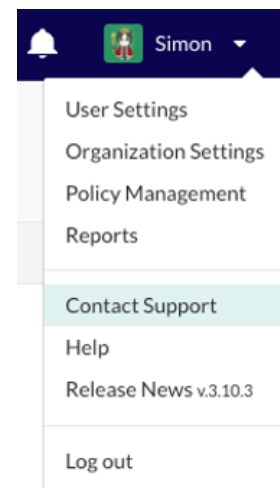 Simon
User Settings
Organization Settings
Policy Management
Reports
Contact Support
Help
Release News v.3.10.3
Log out